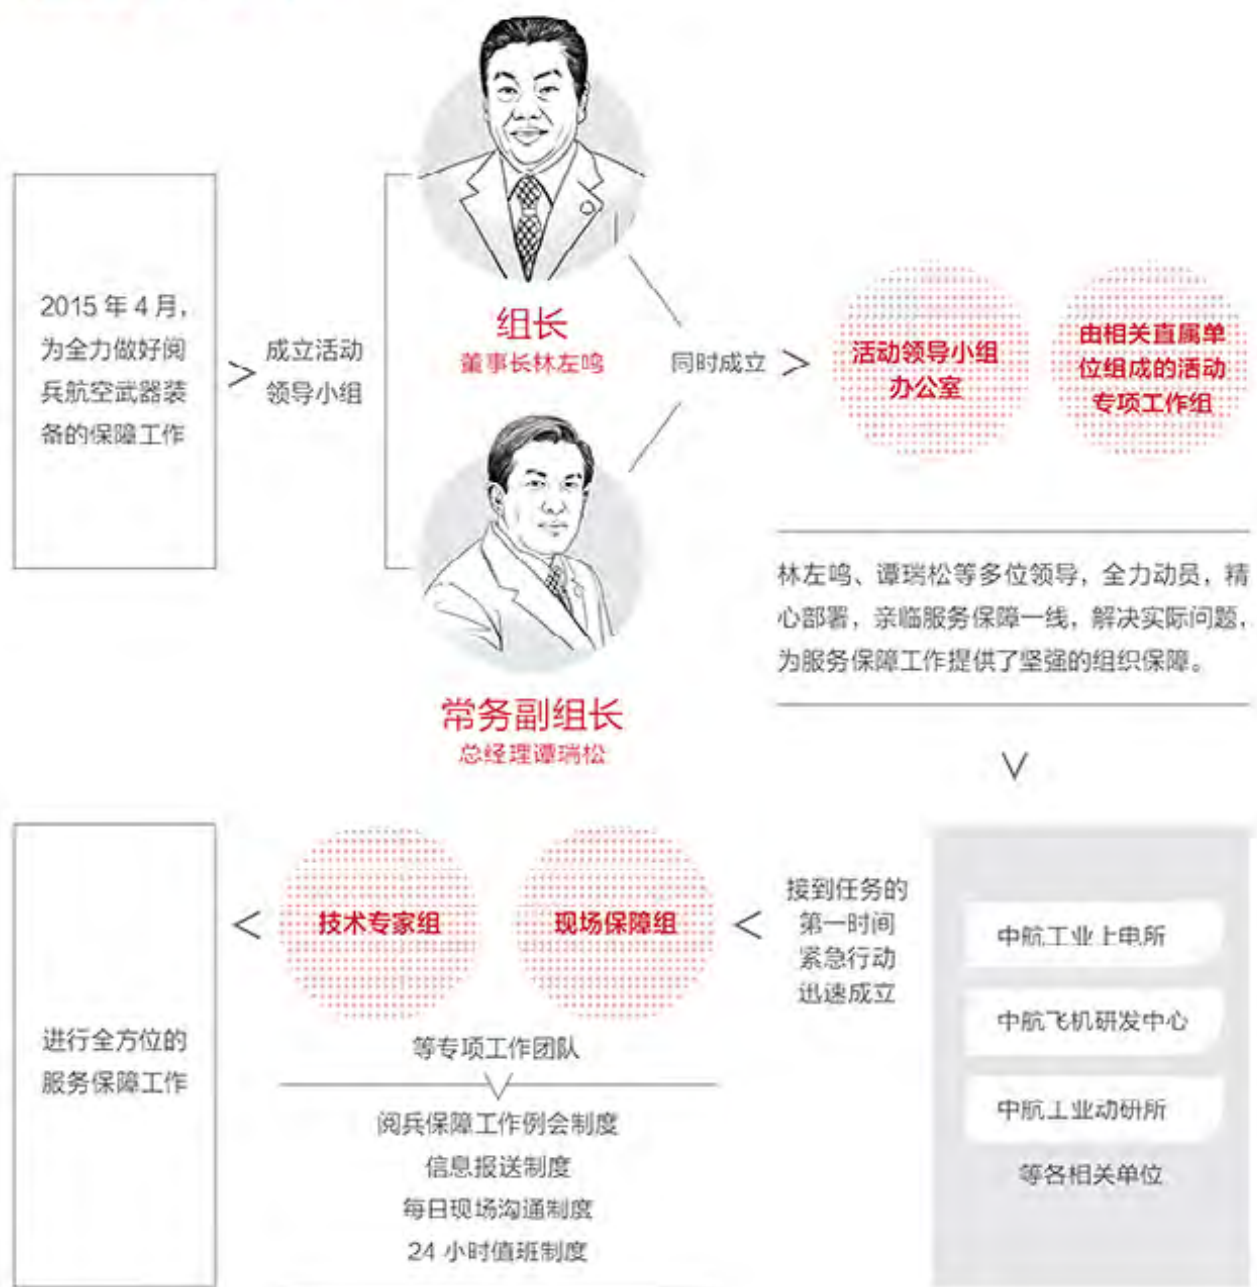 2015 年 4 月，
为全力做好阅
兵航空武器装
备的保障工作
>
成立活动
领导小组
组长
董事长林左鸣
常务副组长
总经理谭瑞松
同时成立
>
活动领导小组
办公室
由相关直属单
位组成的活动
专项工作组
林左鸣、谭瑞松等多位领导，全力动员，精
心部署，亲临服务保障一线，解决实际问题，
为服务保障工作提供了坚强的组织保障。
中航工业上电所
中航飞机研发中心
中航工业动研所
等各相关单位
接到任务的
第一时间
紧急行动
迅速成立
<
现场保障组
技术专家组
等专项工作团队
阅兵保障工作例会制度
信息报送制度
每日现场沟通制度
24 小时值班制度
<
进行全方位的
服务保障工作